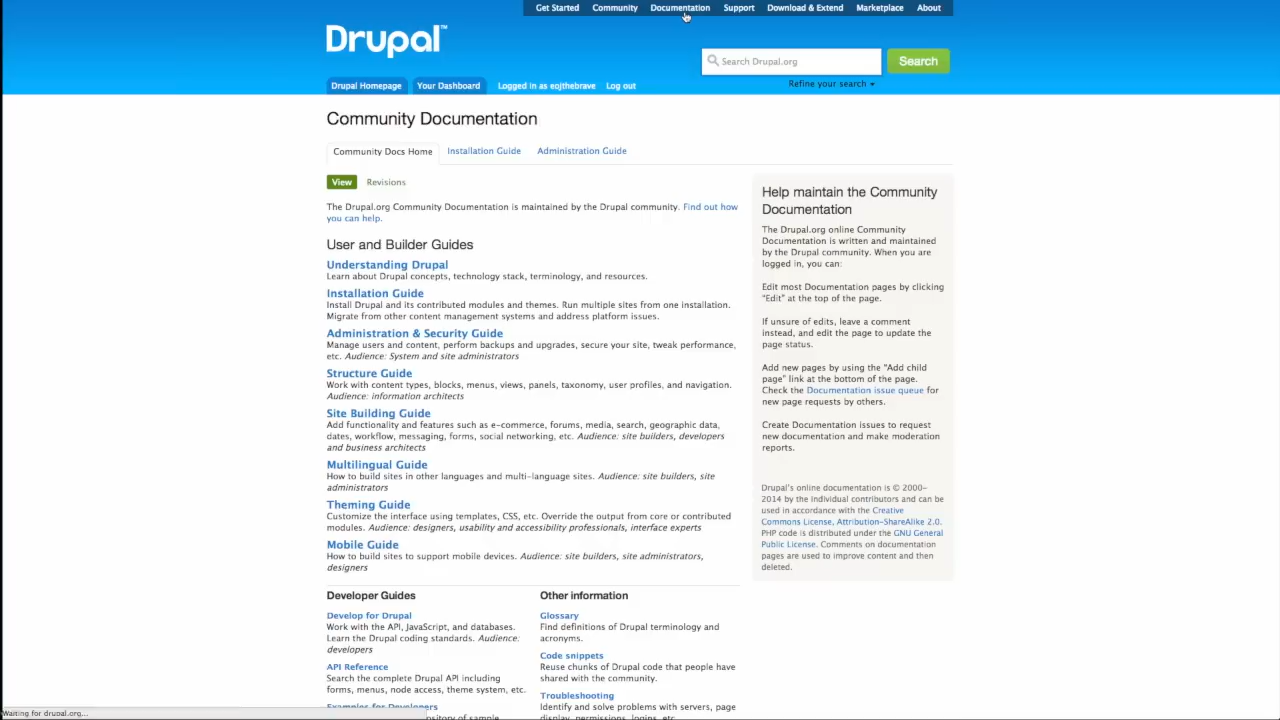 Get Started Community Documentation Support Download & Extend Marketplace About
Drupal™
Search Drupal.org
Search
Refine your search
Drupal Homepage Your Dashboard Logged in as eojthebrave Log out
Community Documentation
Community Docs Home Installation Guide Administration Guide
View Revisions
The Drupal.org Community Documentation is maintained by the Drupal community. Find out how
you can help.
User and Builder Guides
Understanding Drupal
Learn about Drupal concepts, technology stack, terminology, and resources.
Installation Guide
Install Drupal and its contributed modules and themes. Run multiple sites from one installation.
Migrate from other content management systems and address platform issues.
Administration & Security Guide
Manage users and content, perform backups and upgrades, secure your site, tweak performance,
etc. Audience: System and site administrators
Structure Guide
Work with content types, blocks, menus, views, panels, taxonomy, user profiles, and navigation.
Audience: information architects
Site Building Guide
Add functionality and features such as e-commerce, forums, media, search, geographic data,
dates, workflow, messaging, forms, social networking, etc. Audience: site builders, developers
and business architects
Multilingual Guide
How to build sites in other languages and multi-language sites. Audience: site builders, site
administrators
Theming Guide
Customize the interface using templates, CSS, etc. Override the output from core or contributed
modules. Audience: designers, usability and accessibility professionals, interface experts
Mobile Guide
How to build sites to support mobile devices. Audience: site builders, site administrators,
designers
Help maintain the Community
Documentation
The Drupal.org online Community
Documentation is written and maintained
by the Drupal community. When you are
logged in, you can:
Edit most Documentation pages by clicking
“Edit” at the top of the page.
If unsure of edits, leave a comment
instead, and edit the page to update the
page status.
Add new pages by using the “Add child
page” link at the bottom of the page.
Check the Documentation issue queue for
new page requests by others.
Create Documentation issues to request
new documentation and make moderation
reports.
Drupal's online documentation is © 2000-
2014 by the individual contributors and can be
used in accordance with the Creative
Commons License, Attribution-ShareAlike 2.0.
PHP code is distributed under the GNU General
Public License. Comments on documentation
pages are used to improve content and then
deleted.
Developer Guides
Develop for Drupal
Work with the API, JavaScript, and databases.
Learn the Drupal coding standards. Audience:
developers
API Reference
Search the complete Drupal API including
forms, menus, node access, theme system, etc.
Examples for Developers
of sample
Other information
Glossary
Find definitions of Drupal terminology and
acronyms.
Code snippets
Reuse chunks of Drupal code that people have
shared with the community.
Troubleshooting
Identify and solve problems with servers, page
display, permissions, logins, etc.
Waiting for drupal.org...